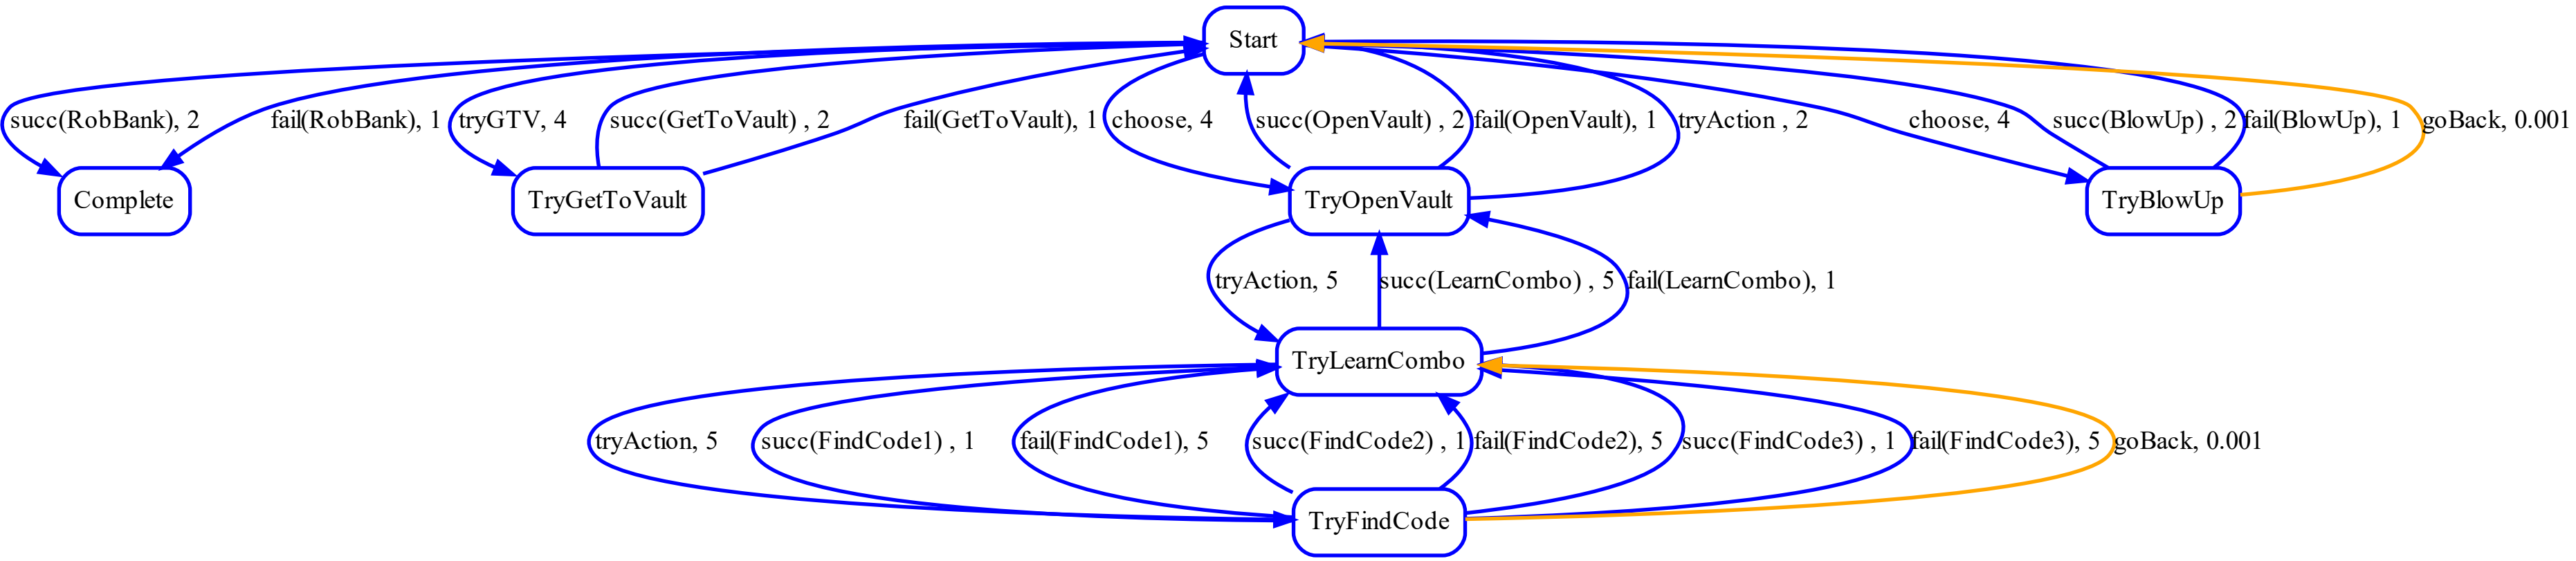 Start
succ(RobBank), 2
fail(RobBank), 1
tryGTV, 4
succ(GetToVault) , 2
fail(GetToVault), 1
choose, 4
succ(OpenVault) , 2
fail(OpenVault), 1
tryAction , 2
choose, 4
succ(BlowUp) , 2
fail(BlowUp), 1
goBack, 0.001
Complete
TryGetToVault
TryOpenVault
TryBlowUp
tryAction, 5
succ(LearnCombo) , 5
fail(LearnCombo), 1
TryLearnCombo
tryAction, 5
succ(FindCode1) , 1
fail(FindCode1), 5
succ(FindCode2) , 1
fail(FindCode2), 5
succ(FindCode3) , 1
fail(FindCode3), 5
goBack, 0.001
TryFindCode